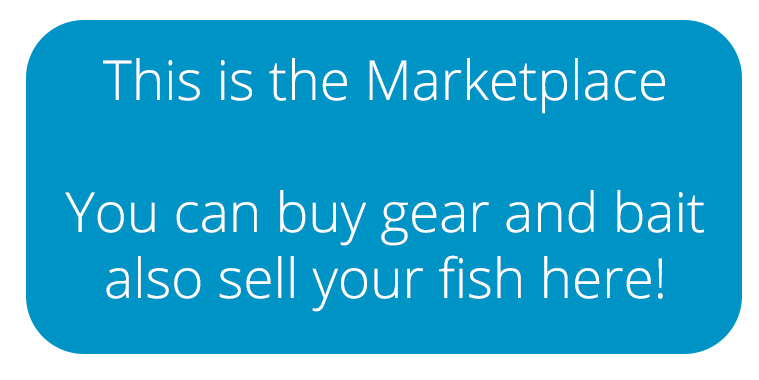 This is the Marketplace
You can buy gear and bait
also sell your fish here!